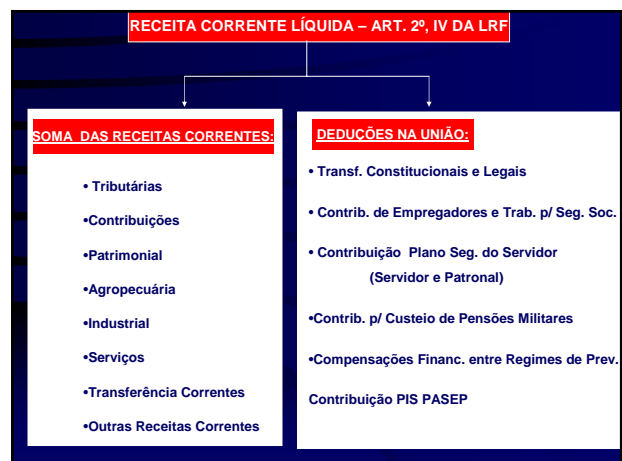 RECEITA CORRENTE LÍQUIDA – ART. 2º, IV DA LRF
SOMA DAS RECEITAS CORRENTES:
• Tributárias
•Contribuições
•Patrimonial
•Agropecuária
•Industrial
•Serviços
•Transferência Correntes
•Outras Receitas Correntes
DEDUÇÕES NA UNIÃO:
• Transf. Constitucionais e Legais
• Contrib. de Empregadores e Trab. p/ Seg. Soc.
• Contribuição Plano Seg. do Servidor
(Servidor e Patronal)
•Contrib. p/ Custeio de Pensões Militares
•Compensações Financ. entre Regimes de Prev.
Contribuição PIS PASEP